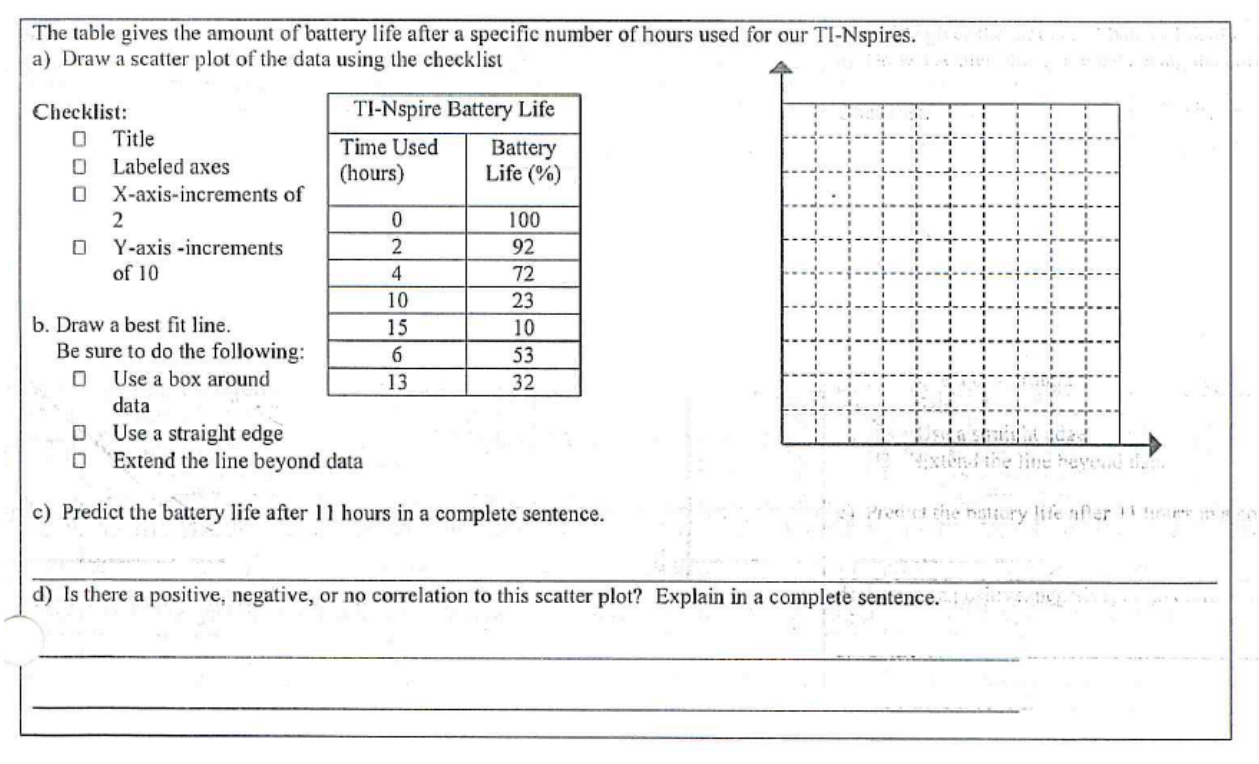 The table gives the amount of battery life after a specific number of hours used for our TI-Nspires.
a) Draw a scatter plot of the data using the checklist
Checklist:
☐ Title
☐ Labeled axes
☐ X-axis-increments of
2
☐ Y-axis -increments
of 10
TI-Nspire Battery Life
Time Used (hours) Battery Life (%)
0 100
2 92
4 72
10 23
15 10
6 53
13 32
b. Draw a best fit line.
Be sure to do the following:
☐ Use a box around
data
☐ Use a straight edge
☐ Extend the line beyond data
c) Predict the battery life after 11 hours in a complete sentence.
d) Is there a positive, negative, or no correlation to this scatter plot? Explain in a complete sentence.